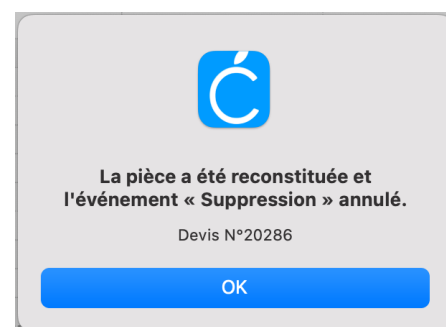 La pièce a été reconstituée et
l'événement « Suppression » annulé.
Devis N°20286
OK